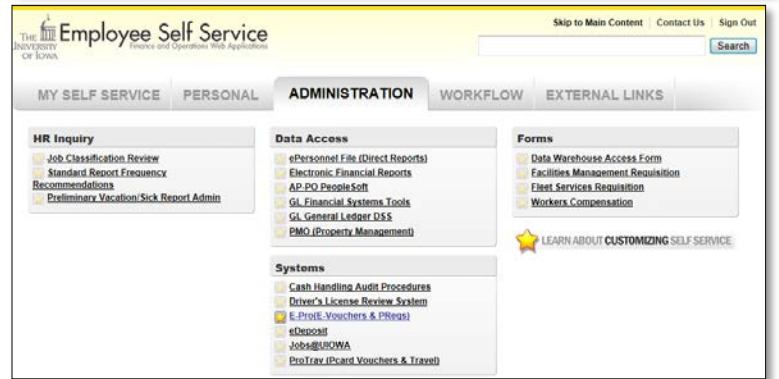 Skip to Main Content | Contact Us | Sign Out
THE UNIVERSITY OF IOWA
Employee Self Service
Finance and Operations Web Applications
Search
MY SELF SERVICE
PERSONAL
ADMINISTRATION
WORKFLOW
EXTERNAL LINKS
HR Inquiry
Job Classification Review
Standard Report Frequency
Recommendations
Preliminary Vacation/Sick Report Admin
Data Access
ePersonnel File (Direct Reports)
Electronic Financial Reports
AP-PO PeopleSoft
GL Financial Systems Tools
GL General Ledger DSS
PMO (Property Management)
Systems
Cash Handling Audit Procedures
Driver's License Review System
E-Pro(E-Vouchers & PReqs)
eDeposit
Jobs@UIOWA
ProTrav (Pcard Vouchers & Travel)
Forms
Data Warehouse Access Form
Facilities Management Requisition
Fleet Services Requisition
Workers Compensation
LEARN ABOUT CUSTOMIZING SELF SERVICE